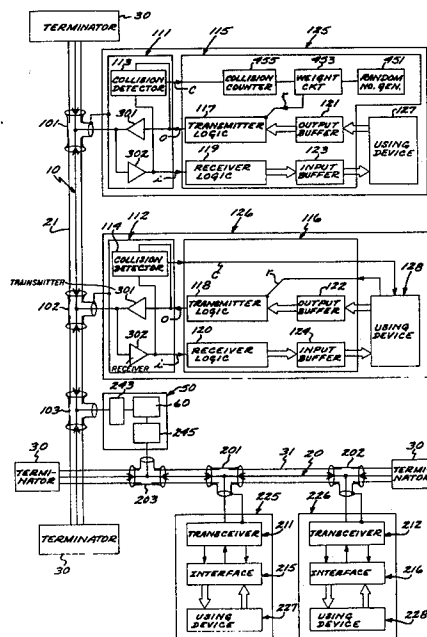 30
TERMINATOR
111
115
125
113
COLLISION DETECTOR
C
455
COLLISION COUNTER
453
WEIGHT CKT
451
RANDOM NO. GEN.
r
101
301
302
O
i
117
TRANSMITTER LOGIC
121
OUTPUT BUFFER
127
USING DEVICE
119
RECEIVER LOGIC
123
INPUT BUFFER
10
21
112
126
116
114
COLLISION DETECTOR
C
128
TRANSMITTER
301
102
302
RECEIVER
O
i
118
TRANSMITTER LOGIC
r
122
OUTPUT BUFFER
USING DEVICE
120
RECEIVER LOGIC
124
INPUT BUFFER
103
243
50
60
245
30
TERMINATOR
203
201
31
20
202
30
TERMINATOR
TERMINATOR
30
225
226
TRANSCEIVER
211
TRANSCEIVER
212
INTERFACE
215
INTERFACE
216
USING DEVICE
227
USING DEVICE
228